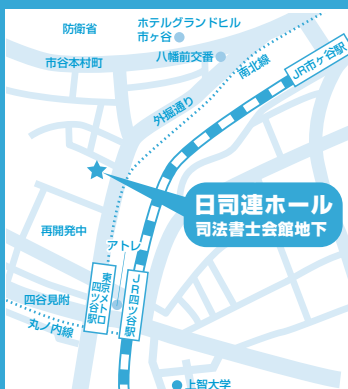 防衛省
ホテルグランドヒル
市ヶ谷
市谷本村町
八幡前交番
南北線
JR市ヶ谷駅
外掘通り
日司連ホール
司法書士会館地下
再開発中
アトレ
四谷見附
東京メトロ
四ツ谷駅
JR四ツ谷駅
丸ノ内線
上智大学